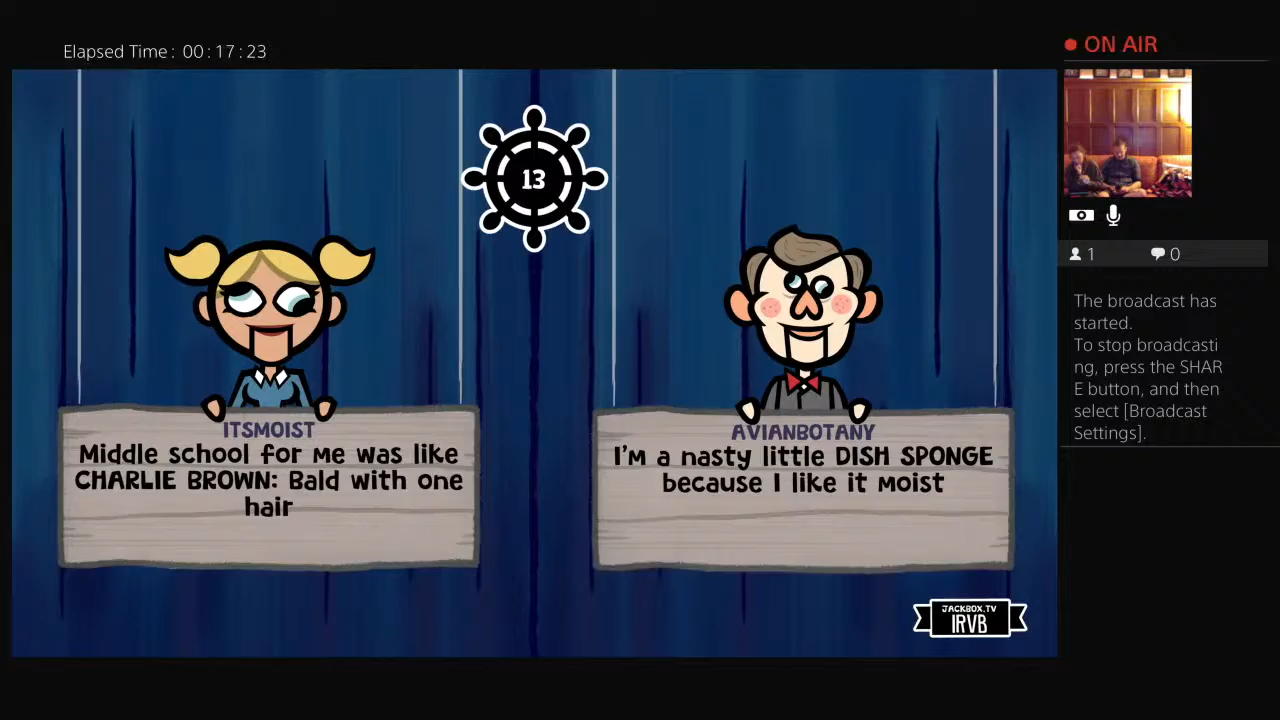 Elapsed Time: 00:17:23
ON AIR
13
1
0
The broadcast has
started.
To stop broadcasti
ng, press the SHAR
E button, and then
select [Broadcast
Settings].
ITSMOIST
Middle school for me was like
CHARLIE BROWN: Bald with one
hair
AVIANBOTANY
I'm a nasty little DISH SPONGE
because I like it moist
JACKBOX.TV
IRVB